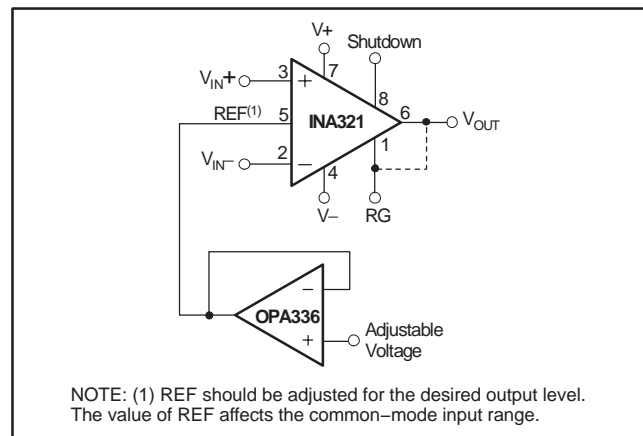 V+
Shutdown
VIN+
3
+
7
8
REF(1)
5
INA321
6
VOUT
VIN−
2
−
4
1
V−
RG
−
OPA336
+
Adjustable
Voltage
NOTE: (1) REF should be adjusted for the desired output level.
The value of REF affects the common−mode input range.